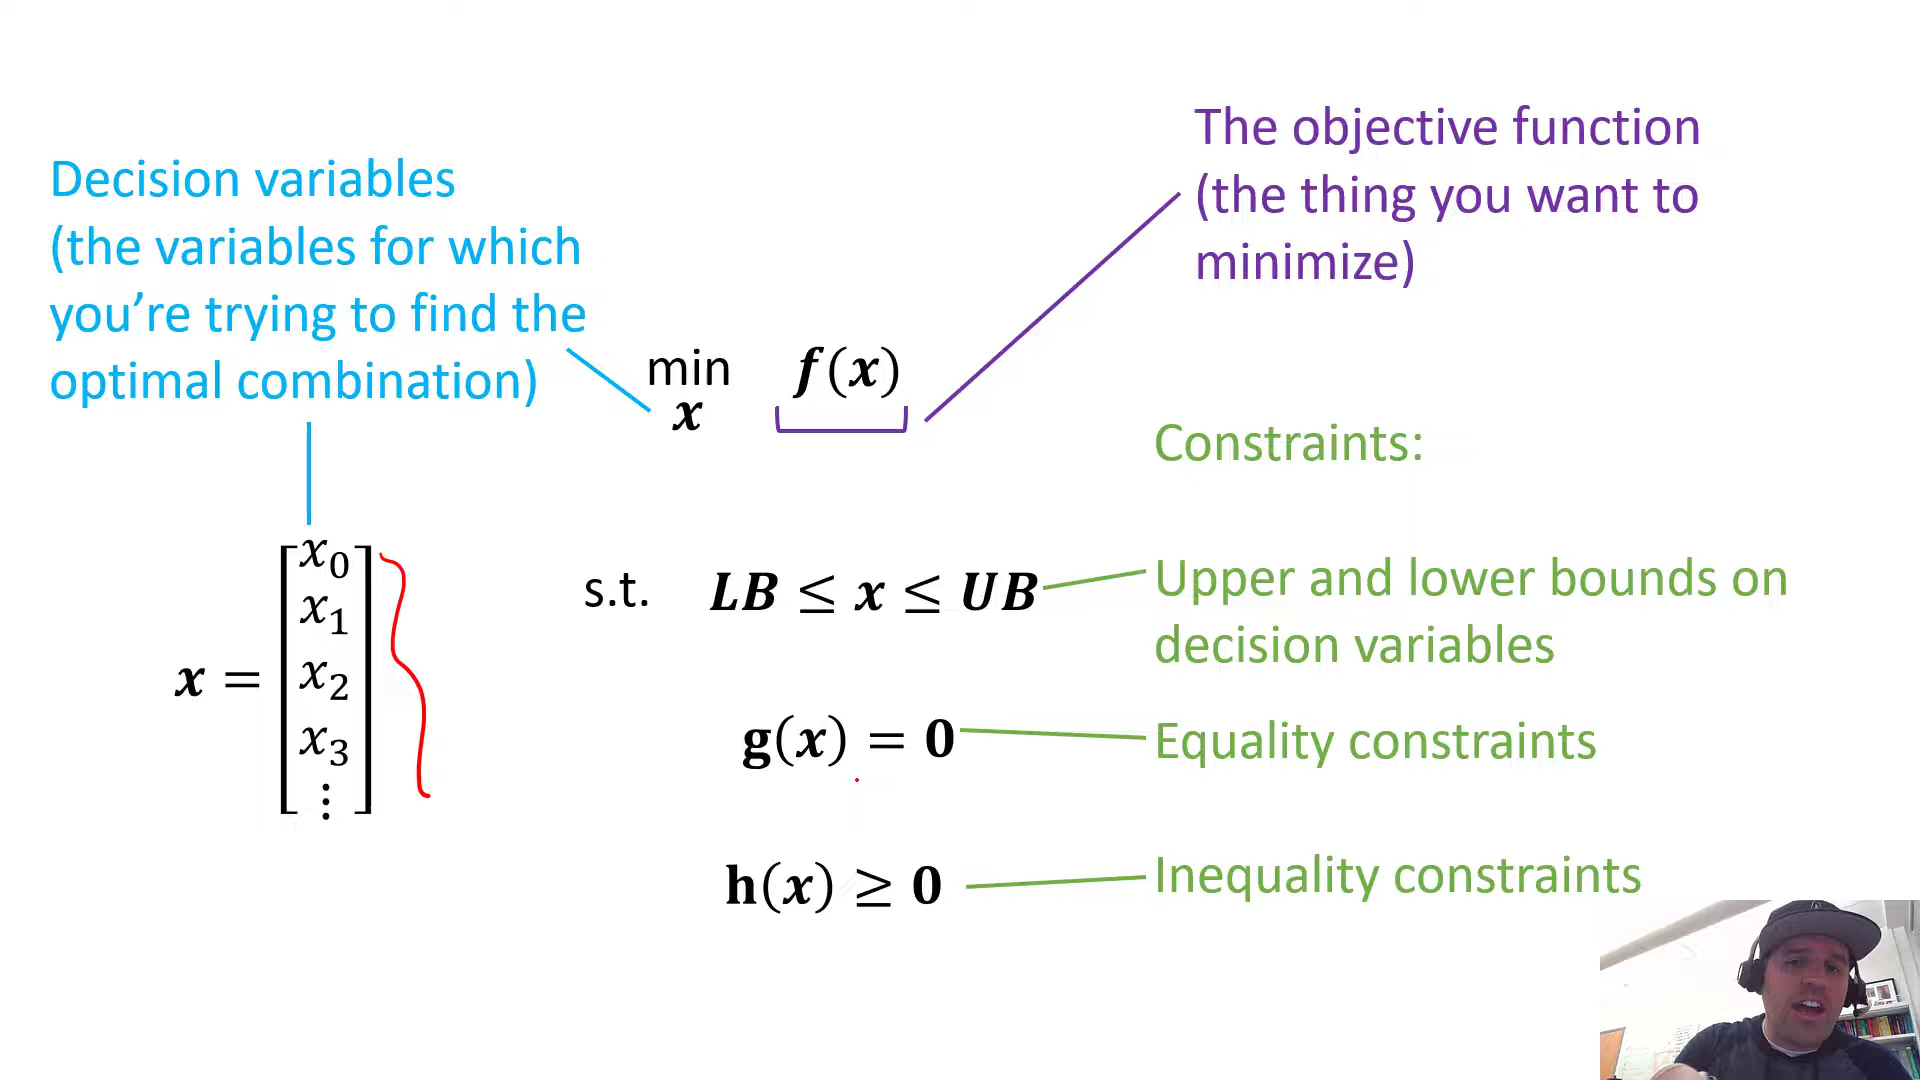 Decision variables
(the variables for which
you’re trying to find the
optimal combination)
The objective function
(the thing you want to
minimize)
min f(x)
x
Constraints:
x = [x₀
x₁
x₂
x₃
⋮]
s.t. LB ≤ x ≤ UB
Upper and lower bounds on
decision variables
g(x) = 0
Equality constraints
h(x) ≥ 0
Inequality constraints